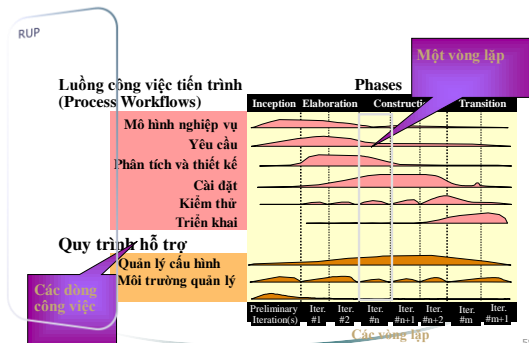 RUP
Một vòng lặp
Luồng công việc tiến trình
(Process Workflows)
Phases
Inception Elaboration Construction Transition
Mô hình nghiệp vụ
Yêu cầu
Phân tích và thiết kế
Cài đặt
Kiểm thử
Triển khai
Quy trình hỗ trợ
Quản lý cấu hình
Môi trường quản lý
Các dòng
công việc
Preliminary
Iteration(s)
Iter.
#1
Iter.
#2
Iter.
#n
Iter.
#n+1
Iter.
#n+2
Iter.
#m
Iter.
#m+1
Các vòng lặp